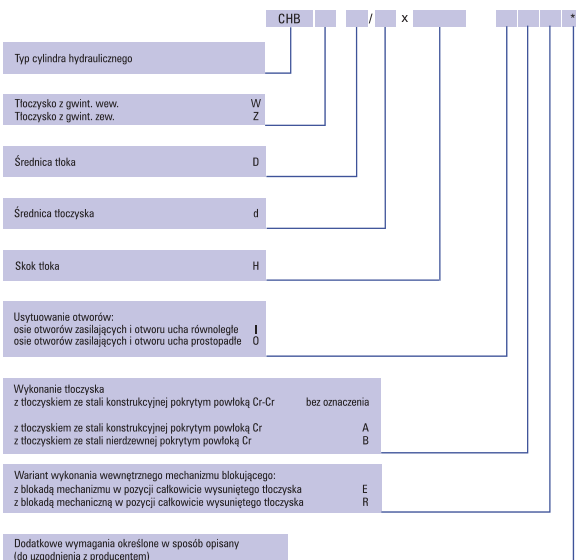 CHB / x *
Typ cylindra hydraulicznego
Tłoczysko z gwint. wew. W
Tłoczysko z gwint. zew. Z
Średnica tłoka D
Średnica tłoczyska d
Skok tłoka H
Usytuowanie otworów:
osie otworów zasilających i otworu ucha równoległe I
osie otworów zasilających i otworu ucha prostopadłe 0
Wykonanie tłoczyska
z tłoczyskiem ze stali konstrukcyjnej pokrytym powłoką Cr-Cr bez oznaczenia
z tłoczyskiem ze stali konstrukcyjnej pokrytym powłoką Cr A
z tłoczyskiem ze stali nierdzewnej pokrytym powłoką Cr B
Wariant wykonania wewnętrznego mechanizmu blokującego:
z blokadą mechanizmu w pozycji całkowicie wysuniętego tłoczyska E
z blokadą mechaniczną w pozycji całkowicie wysuniętego tłoczyska R
Dodatkowe wymagania określone w sposób opisany
(do uzgodnienia z producentem)